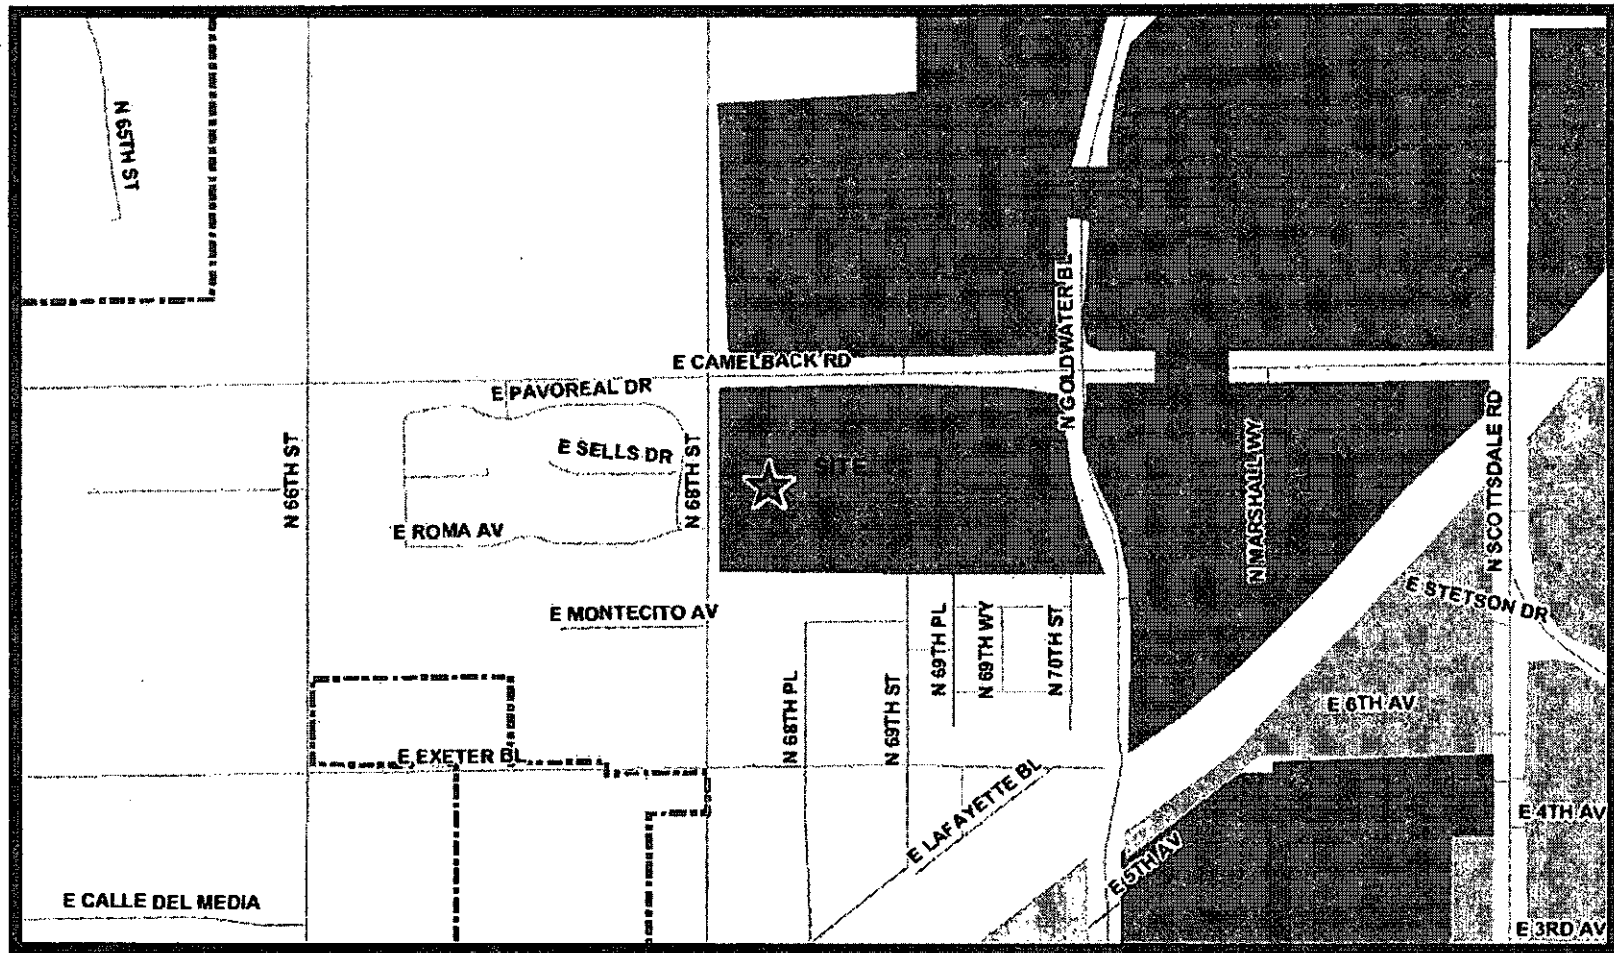 N 65TH ST
N GOLDWATER BL
E CAMELBACK RD
E PAVOREAL DR
E SELLS DR
N 66TH ST
N 68TH ST
SITE
N MARSHALL WY
N SCOTTSDALE RD
E ROMA AV
E STETSON DR
E MONTECITO AV
N 68TH PL
N 69TH ST
N 69TH PL
N 69TH WY
N 70TH ST
E 6TH AV
E EXETER BL
E LAFAYETTE BL
E 5TH AV
E 4TH AV
E CALLE DEL MEDIA
E 3RD AV